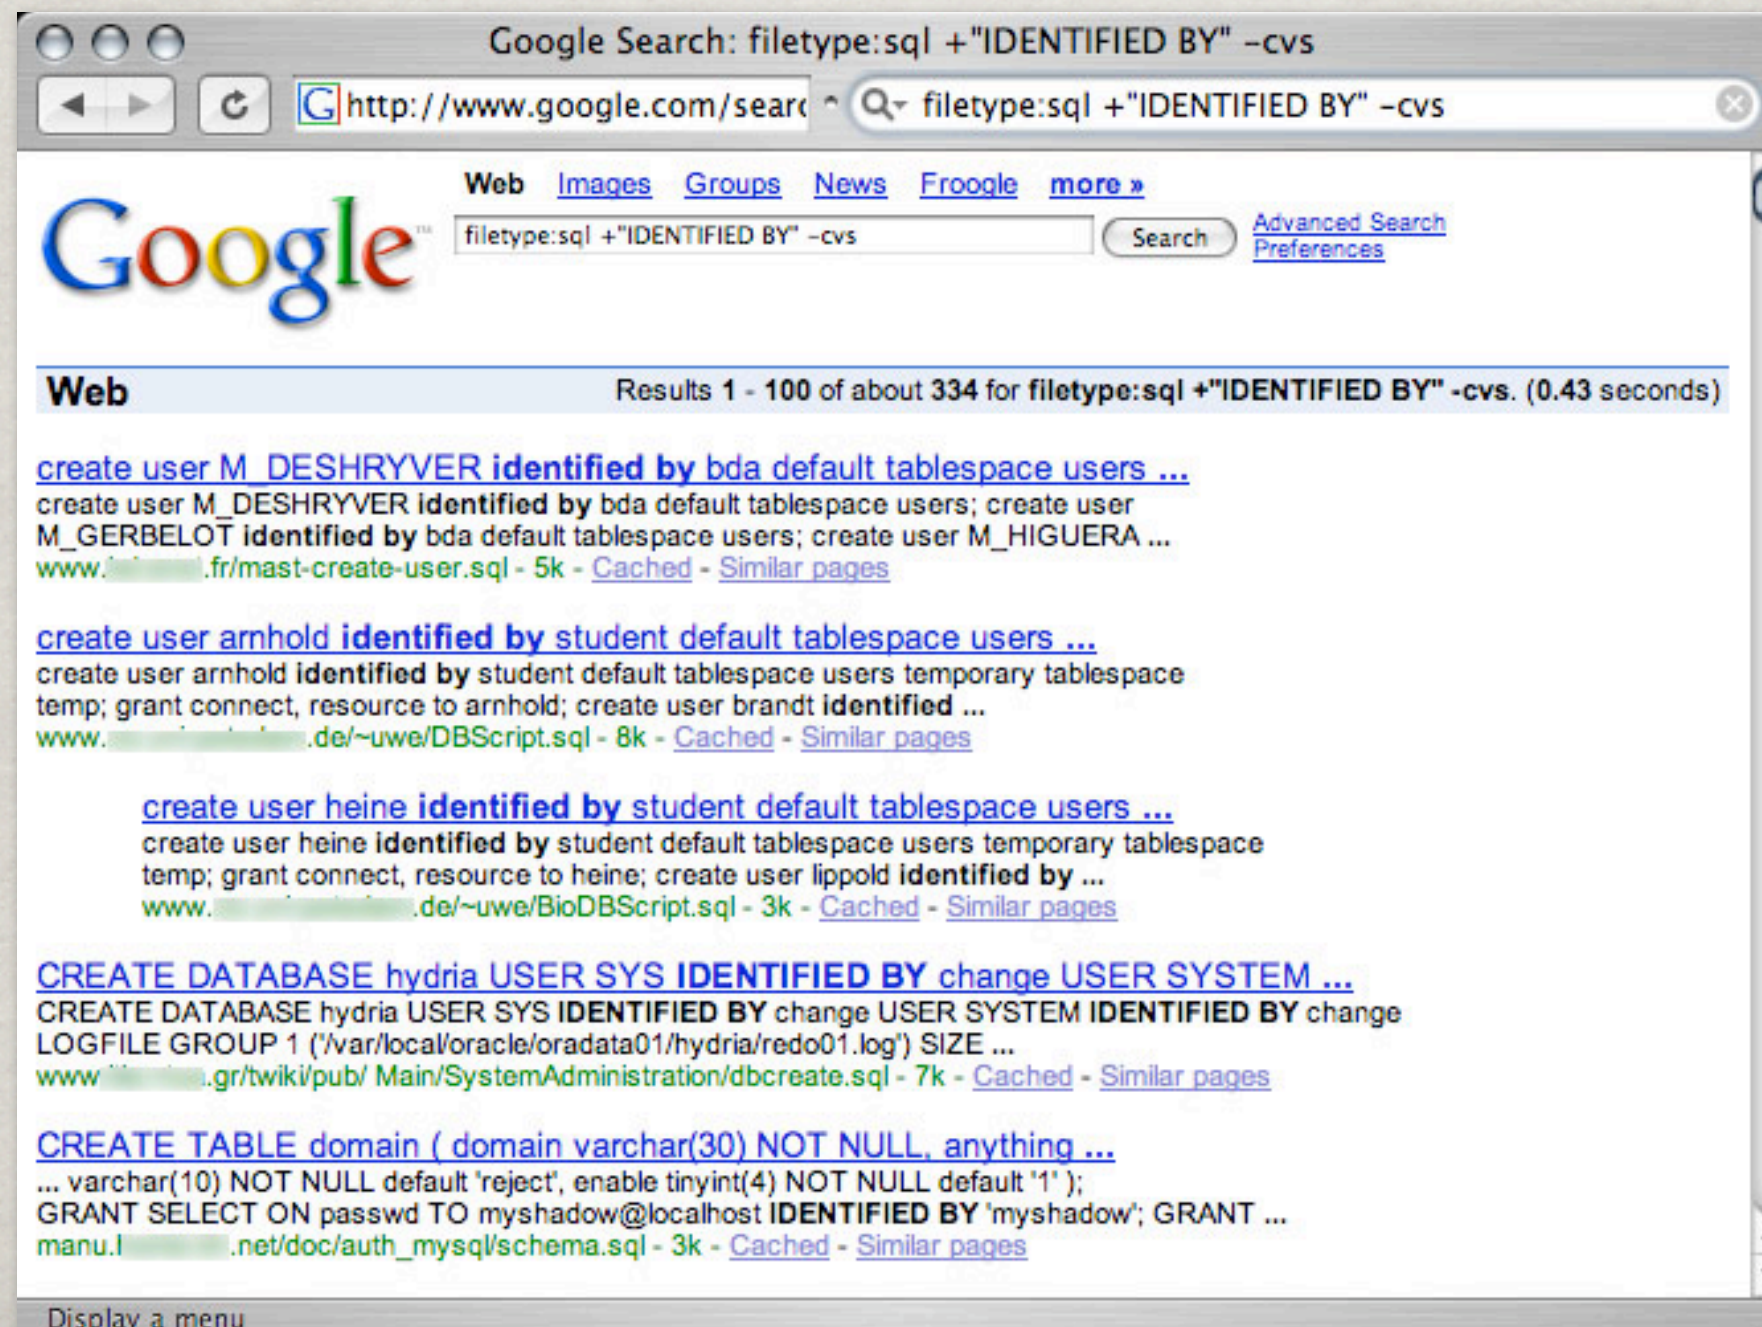 Google Search: filetype:sql +"IDENTIFIED BY" -cvs
G http://www.google.com/searc filetype:sql +"IDENTIFIED BY" -cvs
Web Images Groups News Froogle more »
Google™ filetype:sql +"IDENTIFIED BY" -cvs Search Advanced Search
Preferences
Web Results 1 - 100 of about 334 for filetype:sql +"IDENTIFIED BY" -cvs. (0.43 seconds)
create user M_DESHRYVER identified by bda default tablespace users ...
create user M_DESHRYVER identified by bda default tablespace users; create user
M_GERBELOT identified by bda default tablespace users; create user M_HIGUERA ...
www. .fr/mast-create-user.sql - 5k - Cached - Similar pages
create user arnhold identified by student default tablespace users ...
create user arnhold identified by student default tablespace users temporary tablespace
temp; grant connect, resource to arnhold; create user brandt identified ...
www. .de/~uwe/DBScript.sql - 8k - Cached - Similar pages
create user heine identified by student default tablespace users ...
create user heine identified by student default tablespace users temporary tablespace
temp; grant connect, resource to heine; create user lippold identified by ...
www. .de/~uwe/BioDBScript.sql - 3k - Cached - Similar pages
CREATE DATABASE hydria USER SYS IDENTIFIED BY change USER SYSTEM ...
CREATE DATABASE hydria USER SYS IDENTIFIED BY change USER SYSTEM IDENTIFIED BY change
LOGFILE GROUP 1 ('/var/local/oracle/oradata01/hydria/redo01.log') SIZE ...
www .gr/twiki/pub/ Main/SystemAdministration/dbcreate.sql - 7k - Cached - Similar pages
CREATE TABLE domain ( domain varchar(30) NOT NULL, anything ...
... varchar(10) NOT NULL default 'reject', enable tinyint(4) NOT NULL default '1' );
GRANT SELECT ON passwd TO myshadow@localhost IDENTIFIED BY 'myshadow'; GRANT ...
manu. .net/doc/auth_mysql/schema.sql - 3k - Cached - Similar pages
Display a menu